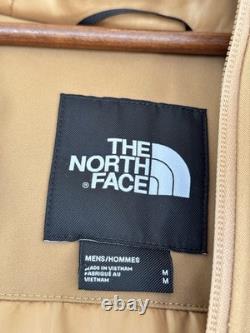 THE
NORTH
FACE
®
MENS/HOMMES
MADE IN VIETNAM M
FABRIQUÉ AU M
VIETNAM